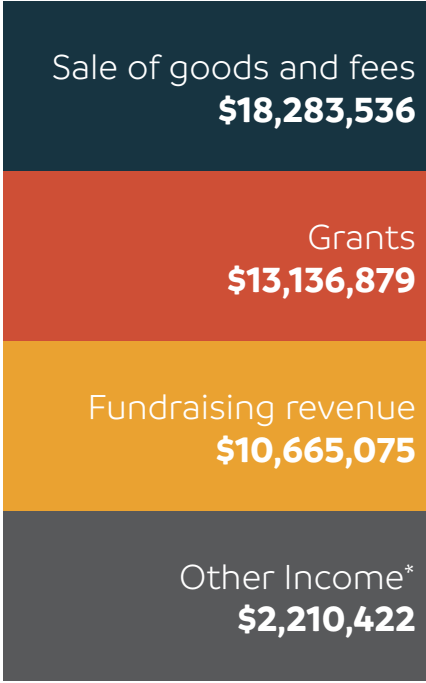 Sale of goods and fees
$18,283,536
Grants
$13,136,879
Fundraising revenue
$10,665,075
Other Income*
$2,210,422